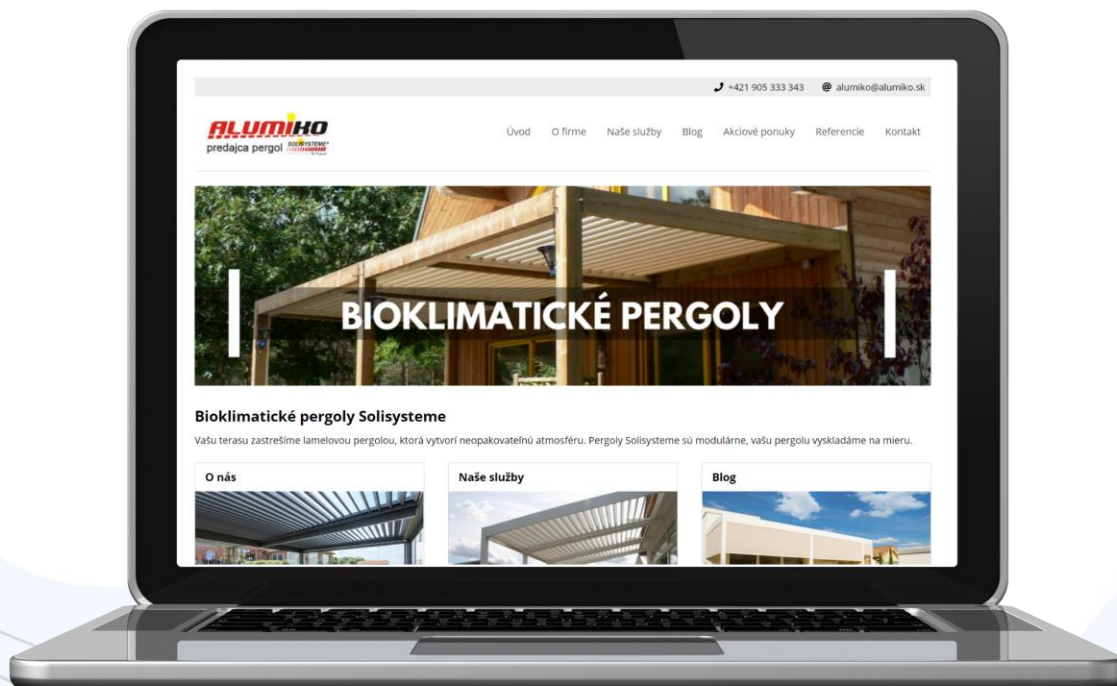 +421 905 333 343 @ alumiko@alumiko.sk
ALUMIKO
predajca pergol SOLISYSTEME
Úvod O firme Naše služby Blog Akciové ponuky Referencie Kontakt
BIOKLIMATICKÉ PERGOLY
Bioklimatické pergoly Solisysteme
Vašu terasu zastrešíme lamelovou pergolou, ktorá vytvorí neopakovateľnú atmosféru. Pergoly Solisysteme sú modulárne, vašu pergolu vyskladáme na mieru.
O nás Naše služby Blog